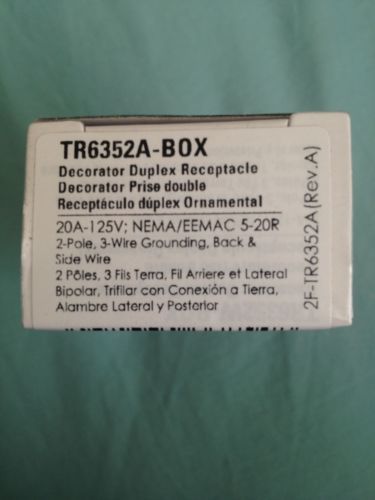 TR6352A-BOX
Decorator Duplex Receptacle
Decorator Prise double
Receptáculo dúplex Ornamental
20A-125V; NEMA/EEMAC 5-20R
2-Pole, 3-Wire Grounding, Back &
Side Wire
2 Pôles, 3 Fils Terra, Fil Arriere et Lateral
Bipolar, Trifilar con Conexión a Tierra,
Alambre Lateral y Posterior
2F-TR6352A(Rev.A)